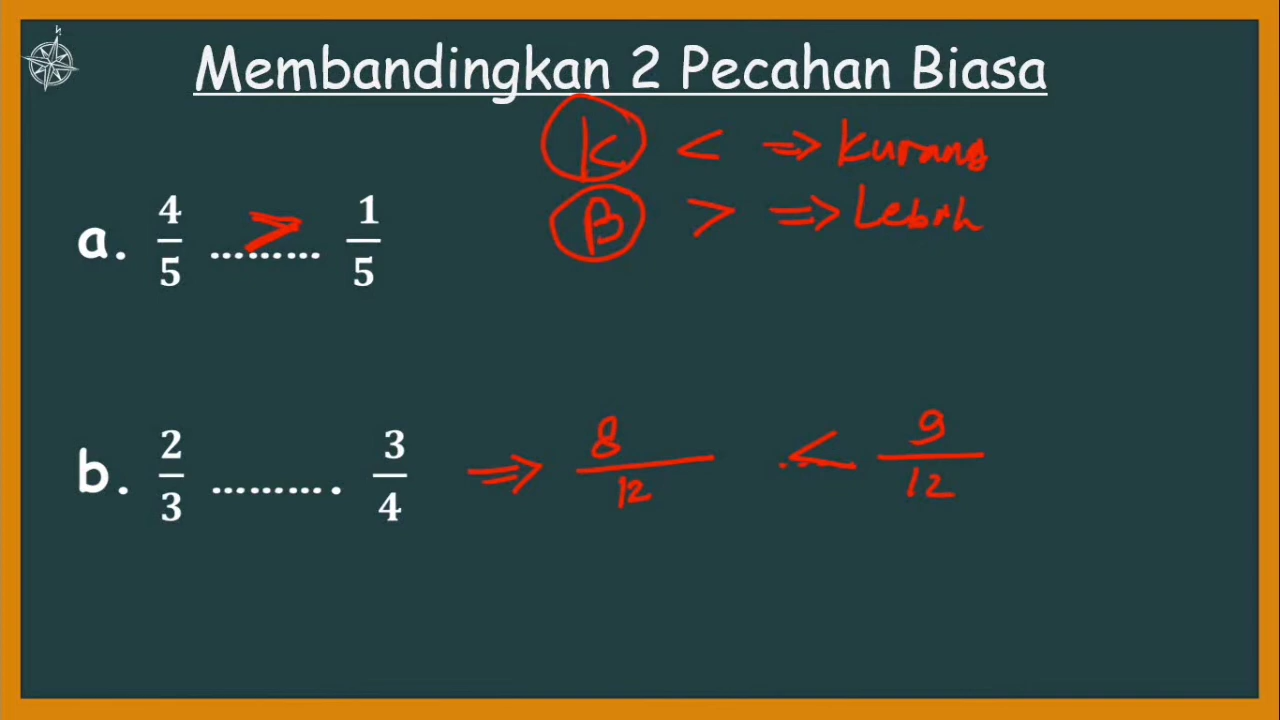 Membandingkan 2 Pecahan Biasa
K < => Kurang
B > => Lebih
a. 4/5 ....>..... 1/5
b. 2/3 .......... 3/4 => 8/12 < 9/12
N